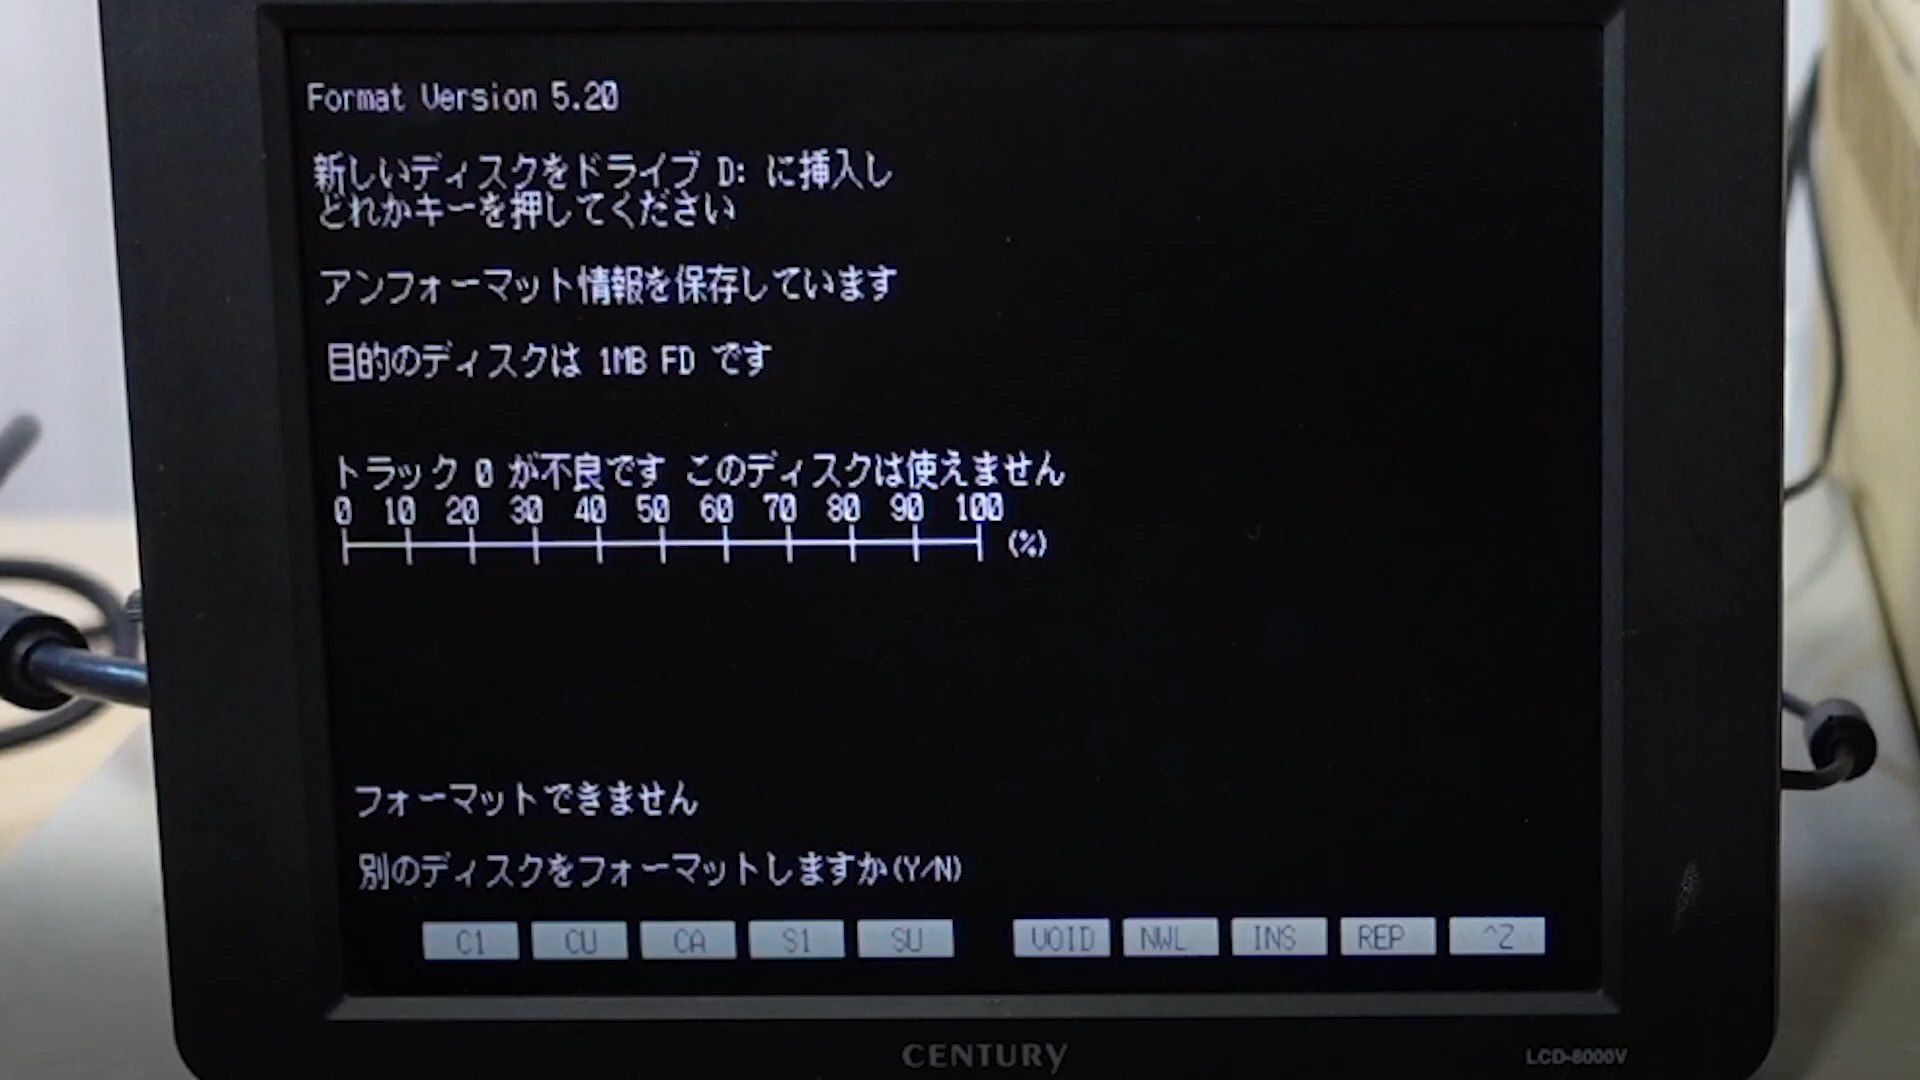 Format Version 5.20
新しいディスクをドライブ D: に挿入し
どれかキーを押してください
アンフォーマット情報を保存しています
目的のディスクは 1MB FD です
トラック 0 が不良です このディスクは使えません
0 10 20 30 40 50 60 70 80 90 100
(%)
フォーマットできません
別のディスクをフォーマットしますか(Y/N)
C1 CU CA S1 SU VOID NWL INS REP ^Z
CENTURY
LCD-8000V